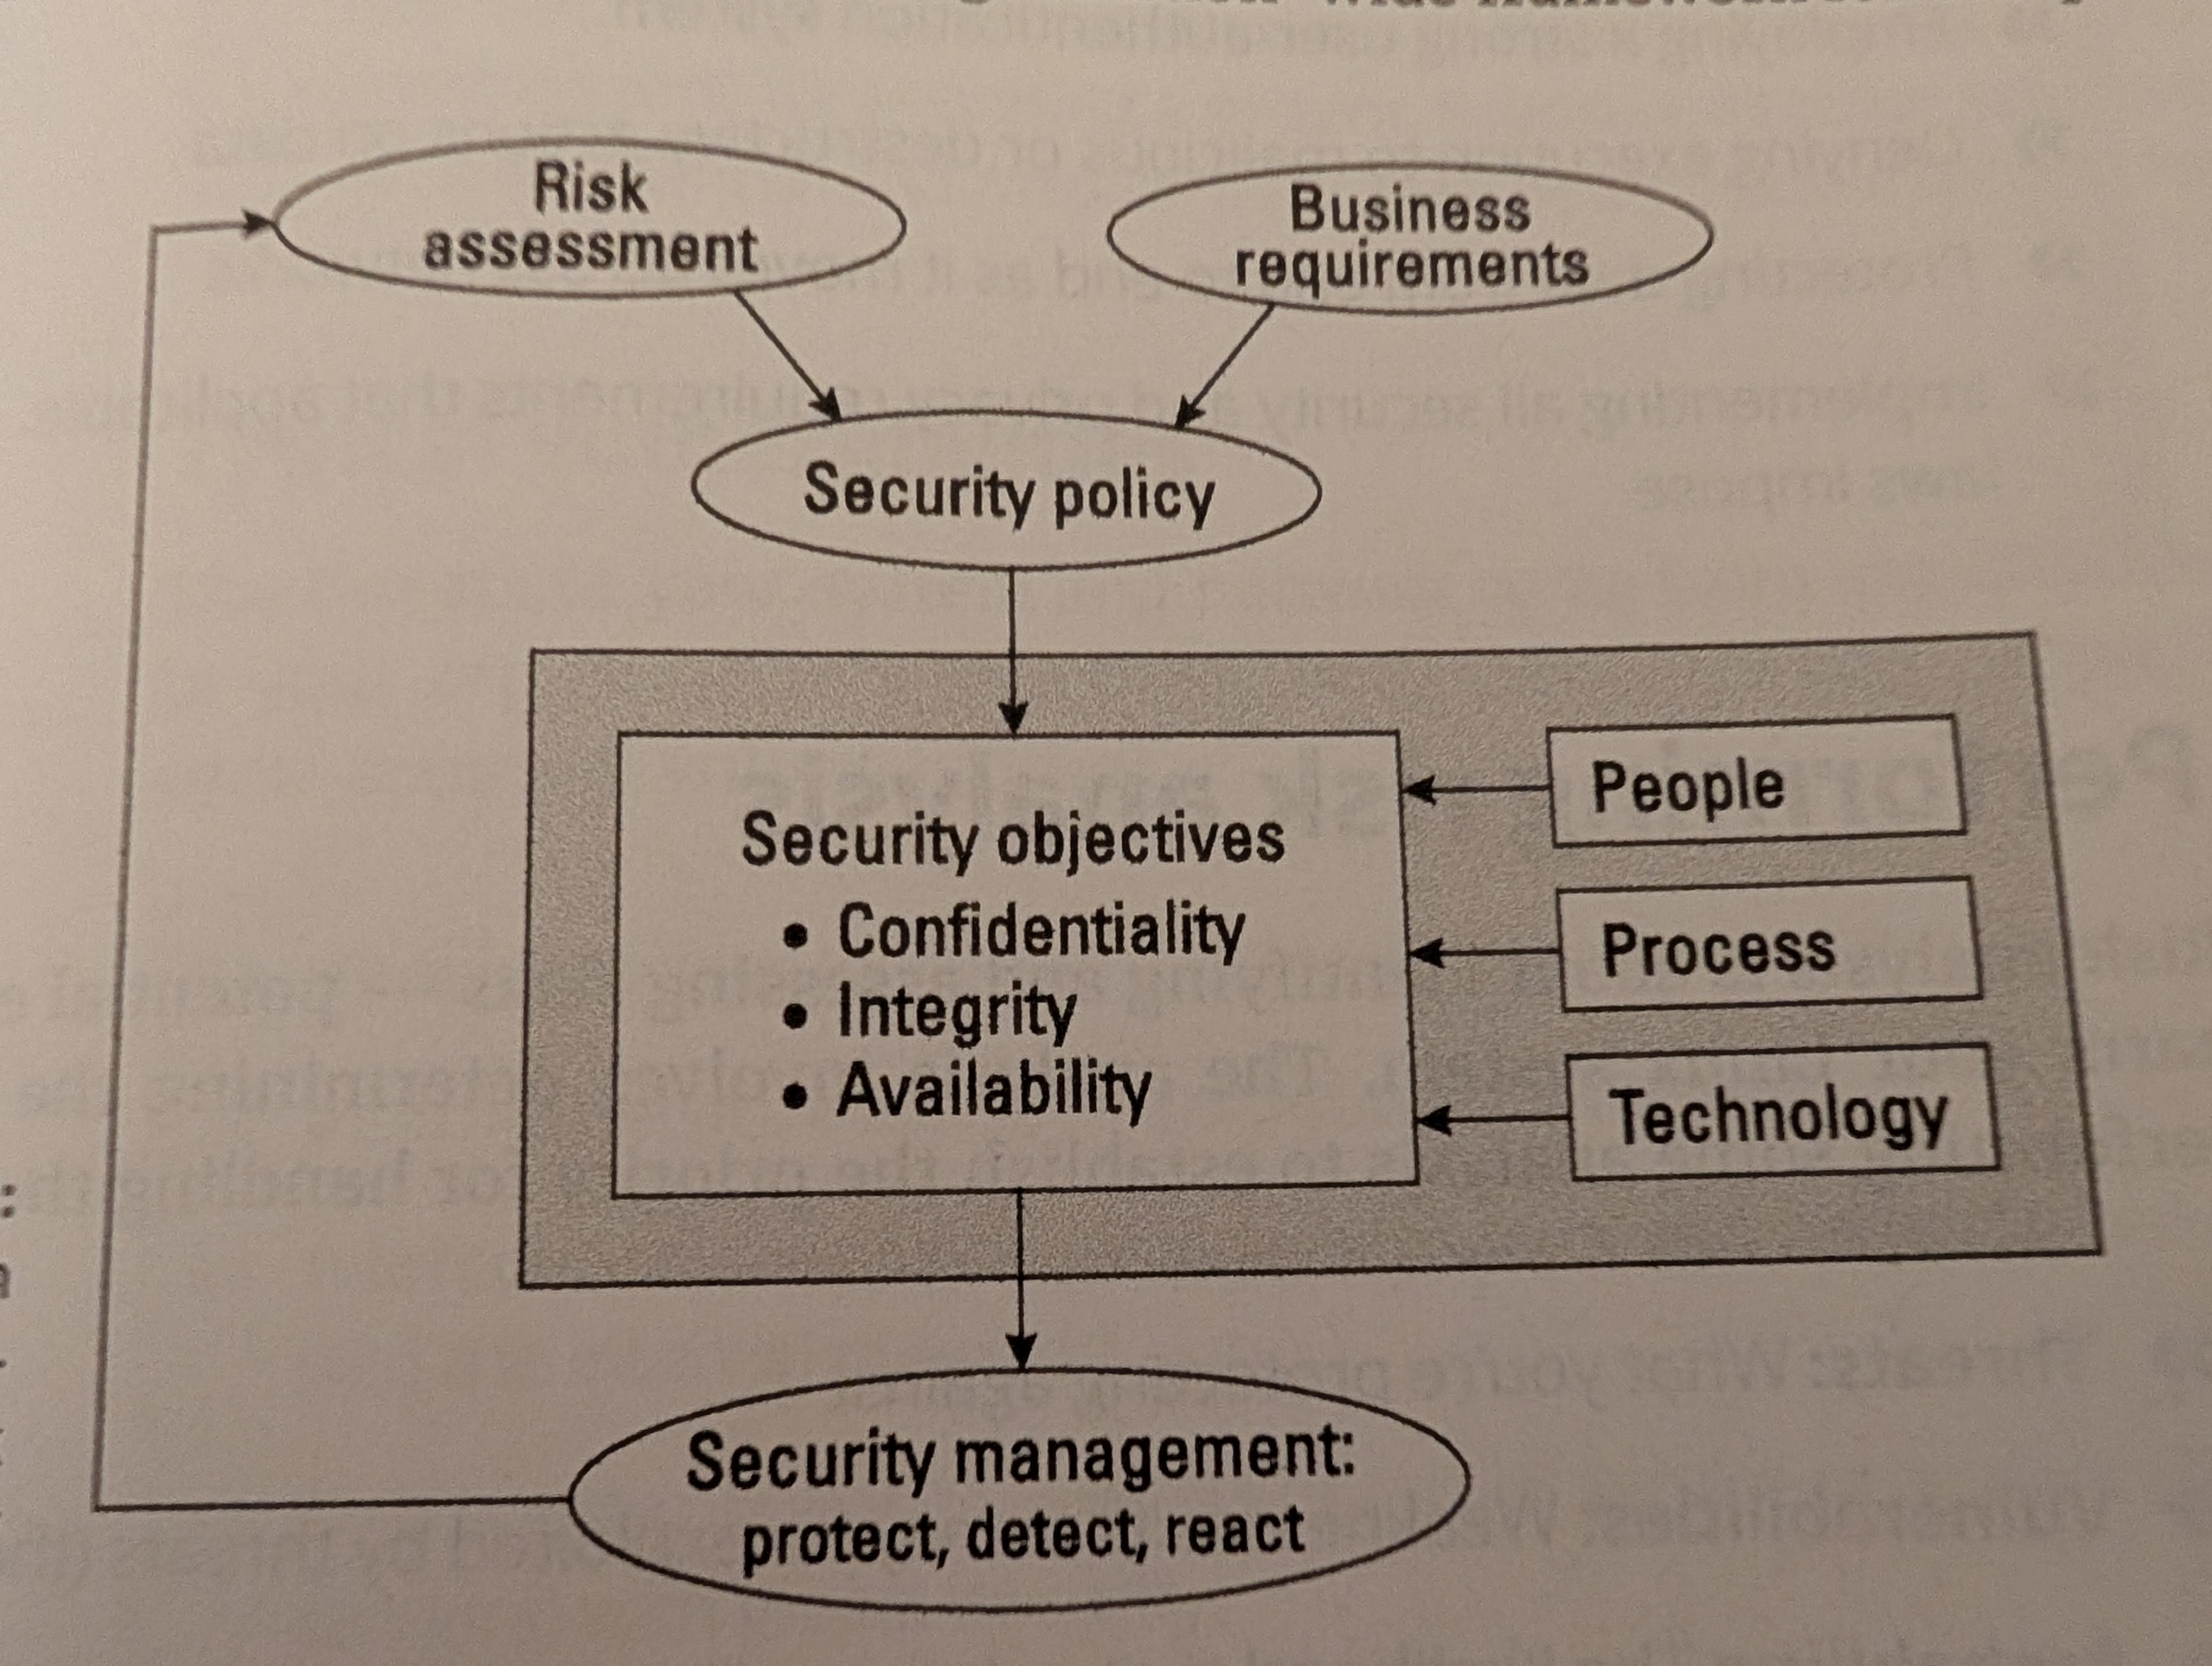 Risk
assessment
Business
requirements
Security policy
Security objectives
• Confidentiality
• Integrity
• Availability
People
Process
Technology
Security management:
protect, detect, react